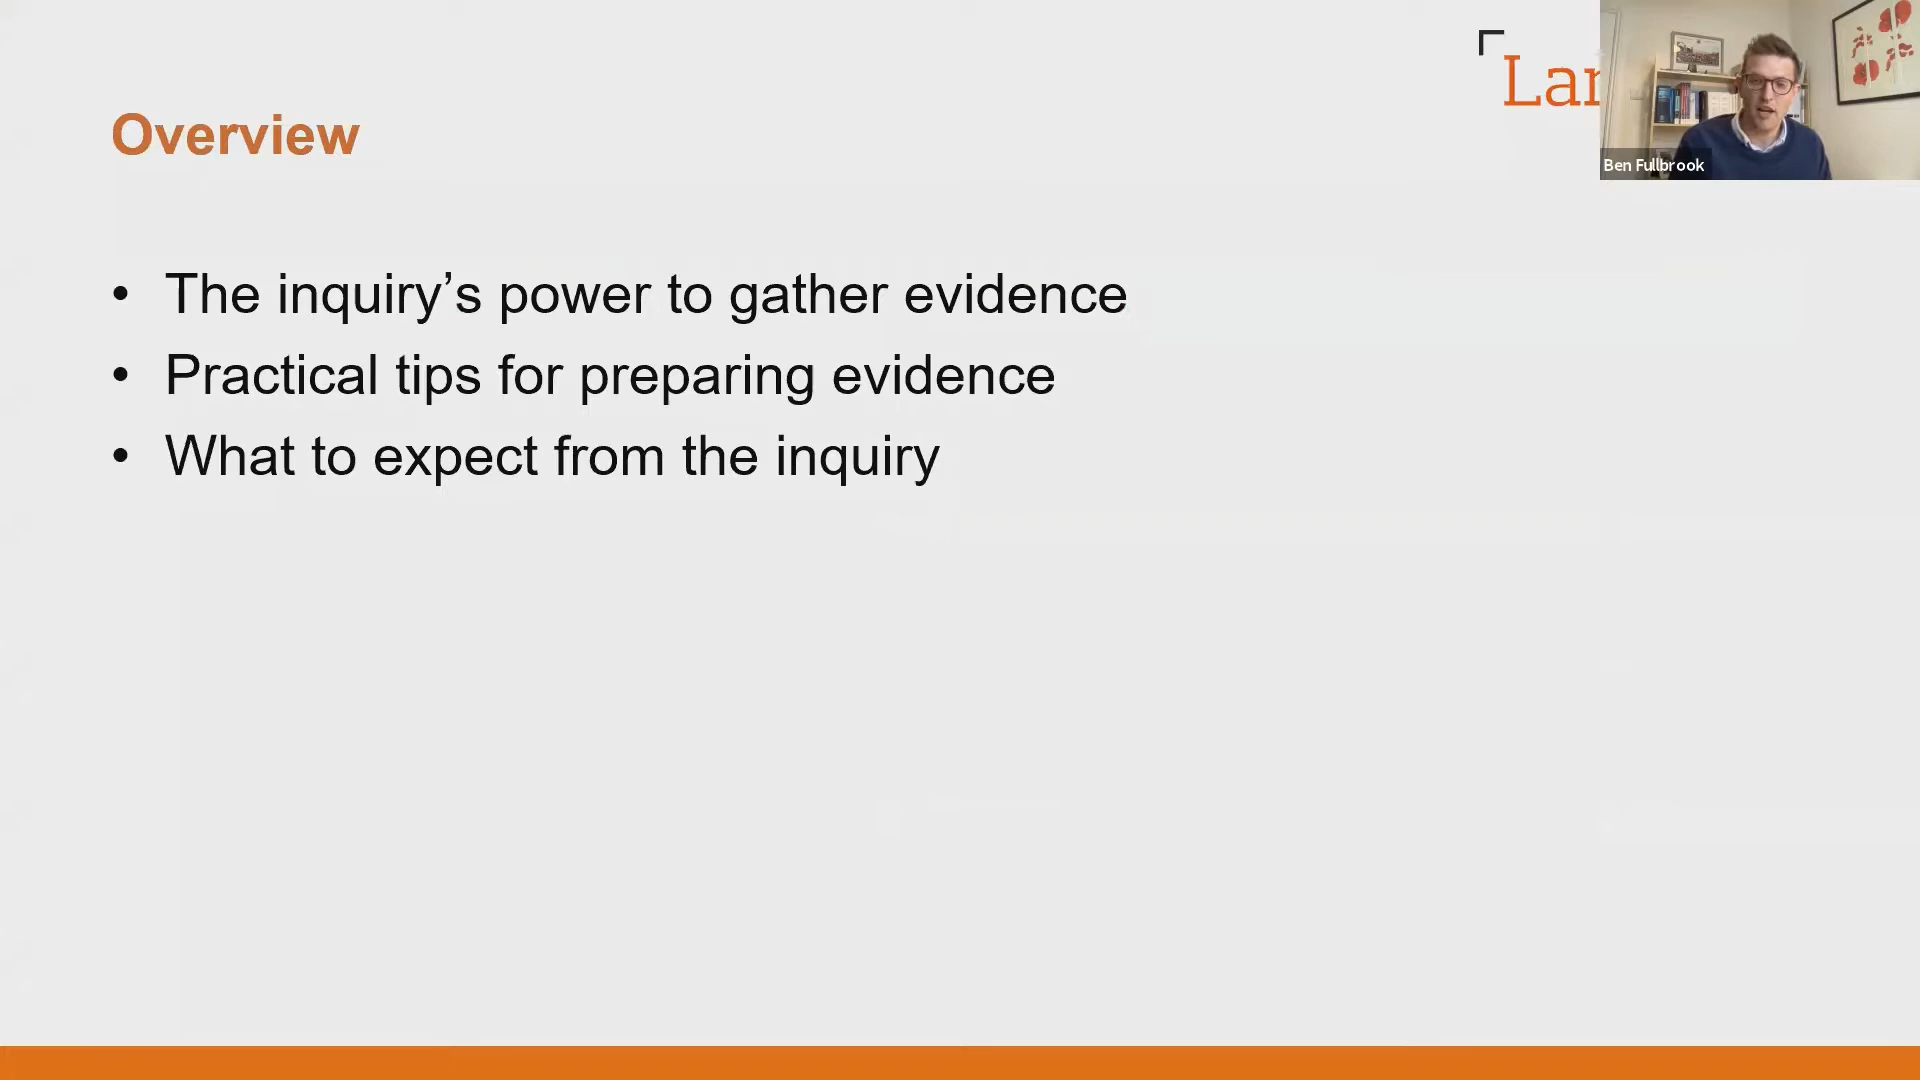 Lan
Ben Fullbrook
Overview
• The inquiry’s power to gather evidence
• Practical tips for preparing evidence
• What to expect from the inquiry